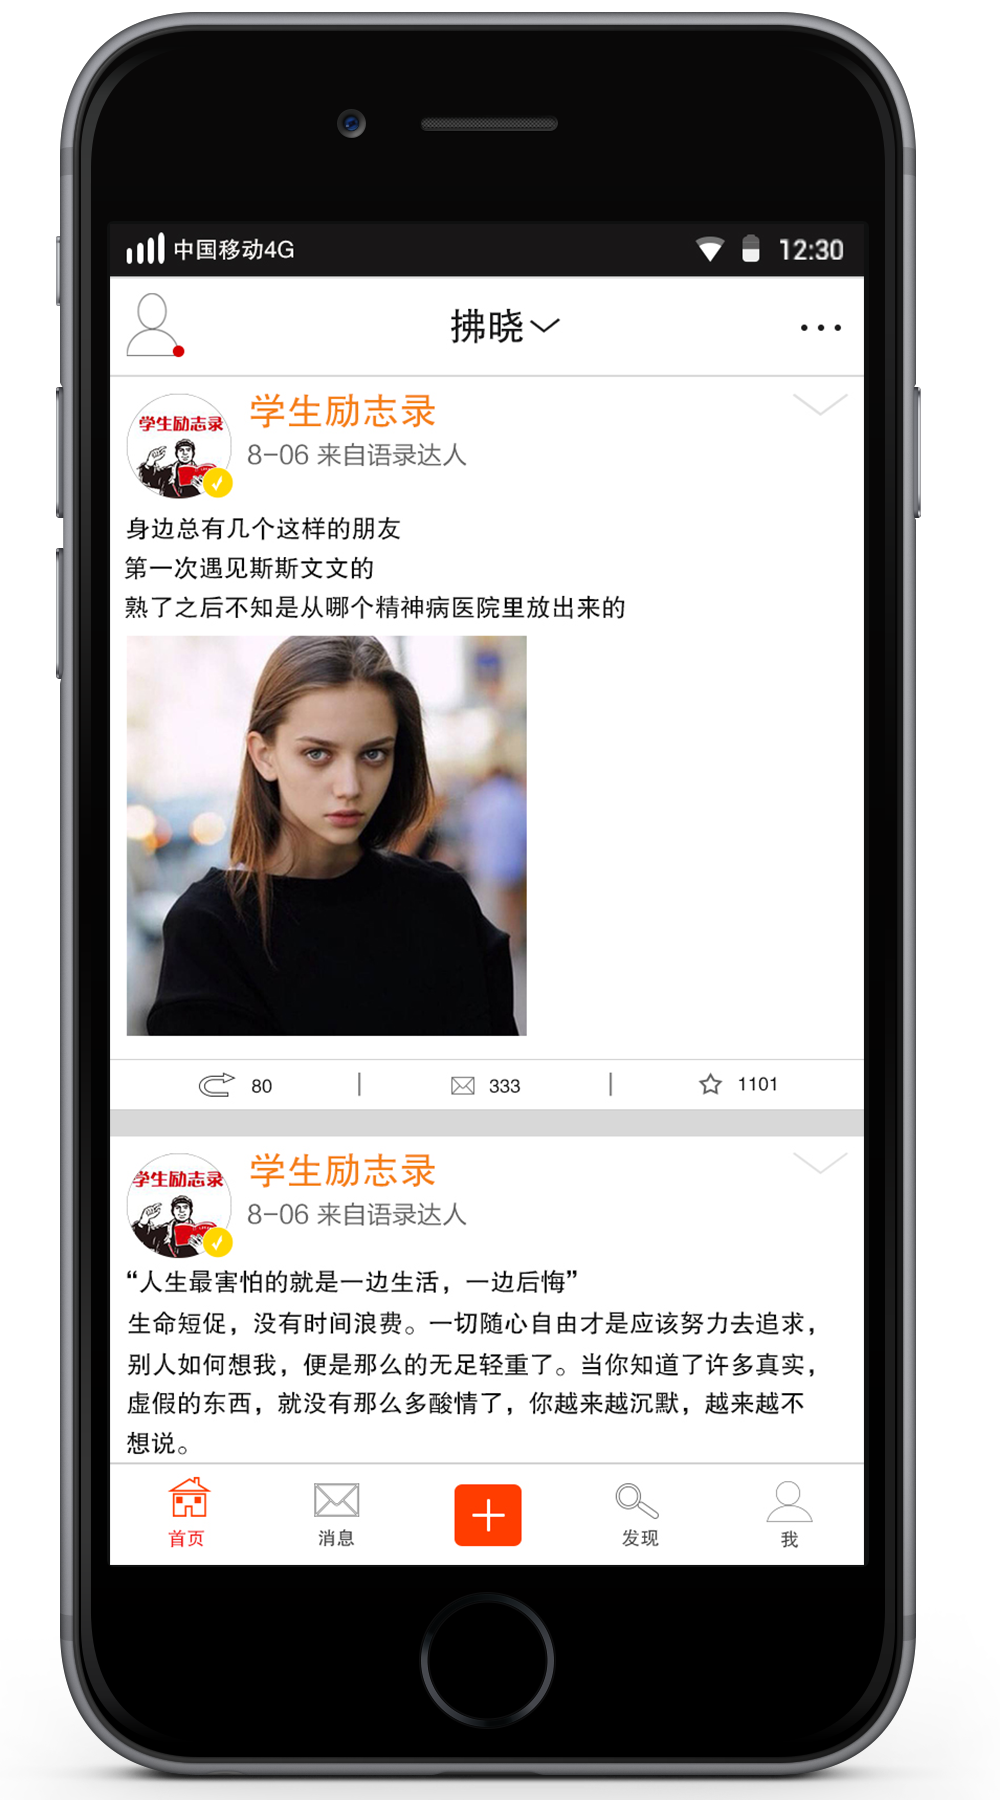 中国移动4G 12:30
拂晓
学生励志录
学生励志录
8-06 来自语录达人
身边总有几个这样的朋友
第一次遇见斯斯文文的
熟了之后不知是从哪个精神病医院里放出来的
80 333 1101
学生励志录
学生励志录
8-06 来自语录达人
“人生最害怕的就是一边生活，一边后悔”
生命短促，没有时间浪费。一切随心自由才是应该努力去追求，
别人如何想我，便是那么的无足轻重了。当你知道了许多真实，
虚假的东西，就没有那么多酸情了，你越来越沉默，越来越不
想说。
首页 消息 发现 我